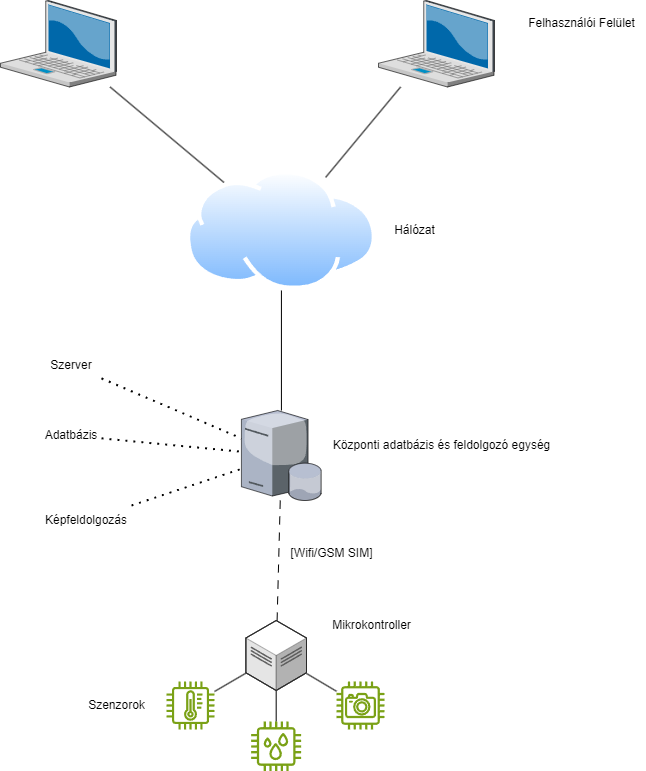 Felhasználói Felület
Hálózat
Szerver
Adatbázis
Központi adatbázis és feldolgozó egység
Képfeldolgozás
[Wifi/GSM SIM]
Mikrokontroller
Szenzorok